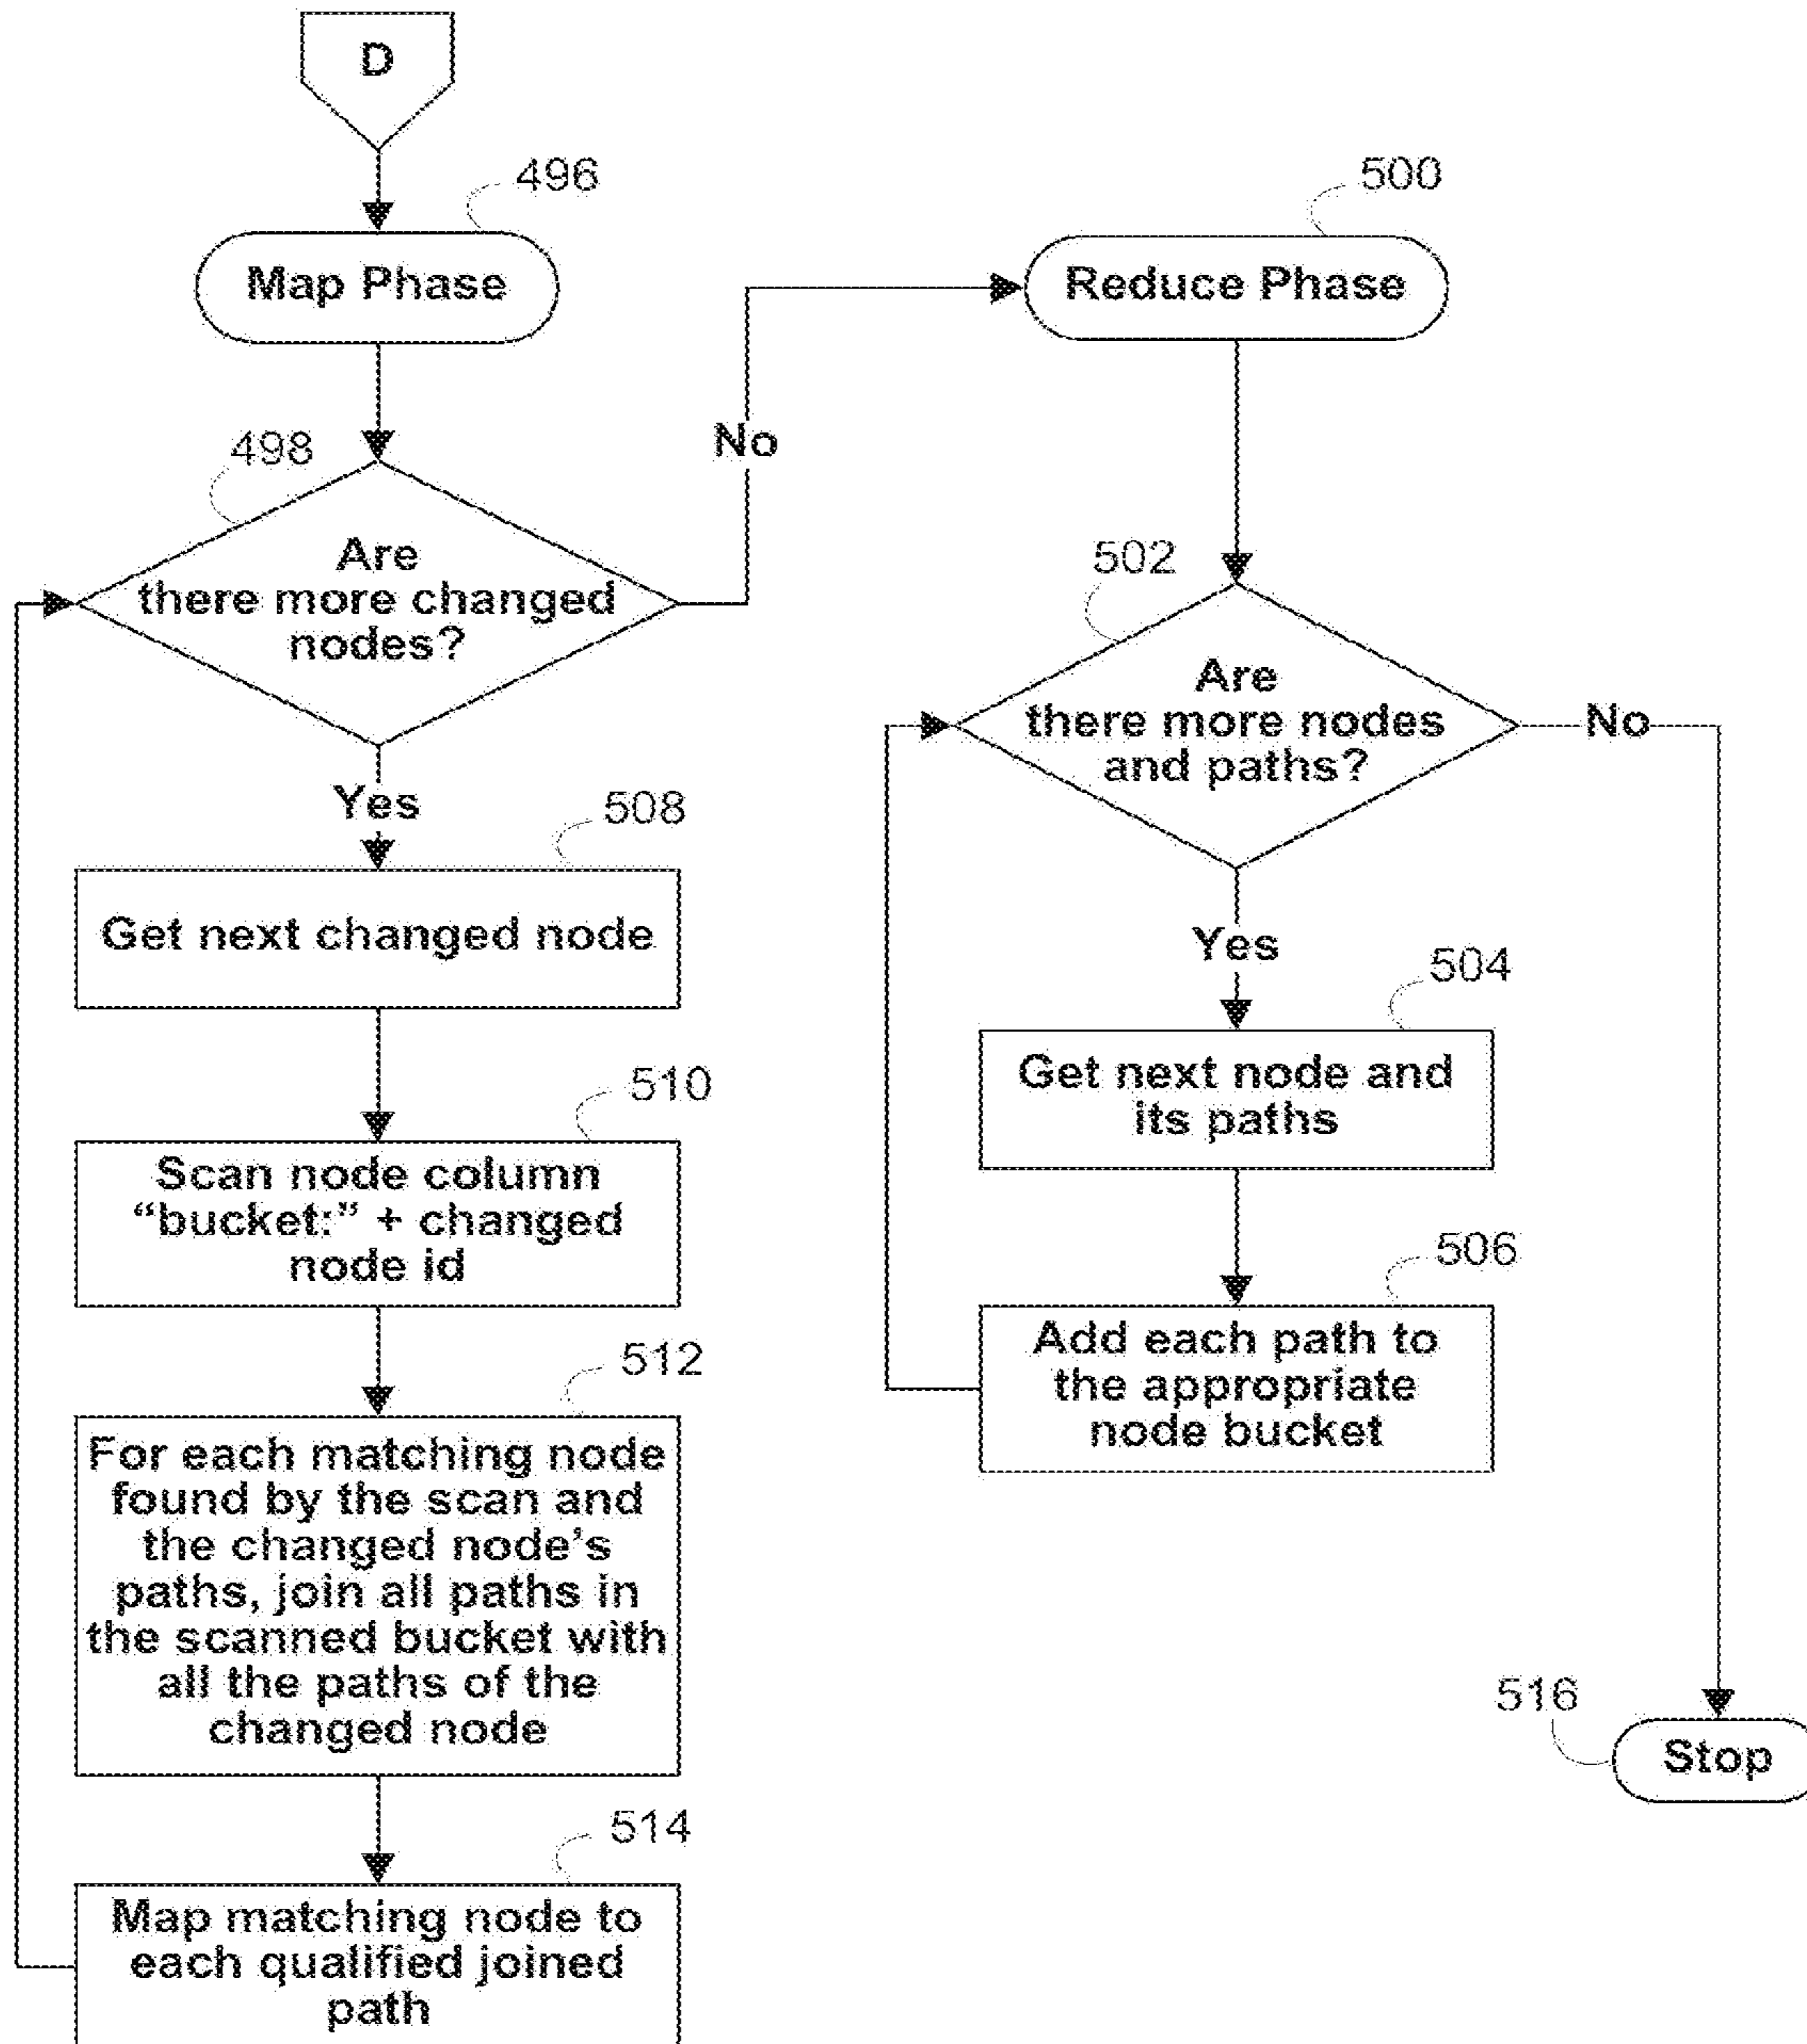 D
496
Map Phase
498
Are
there more changed
nodes?
No
Yes
508
Get next changed node
510
Scan node column
“bucket:” + changed
node id
512
For each matching node
found by the scan and
the changed node’s
paths, join all paths in
the scanned bucket with
all the paths of the
changed node
514
Map matching node to
each qualified joined
path
500
Reduce Phase
502
Are
there more nodes
and paths?
No
Yes
504
Get next node and
its paths
506
Add each path to
the appropriate
node bucket
516
Stop